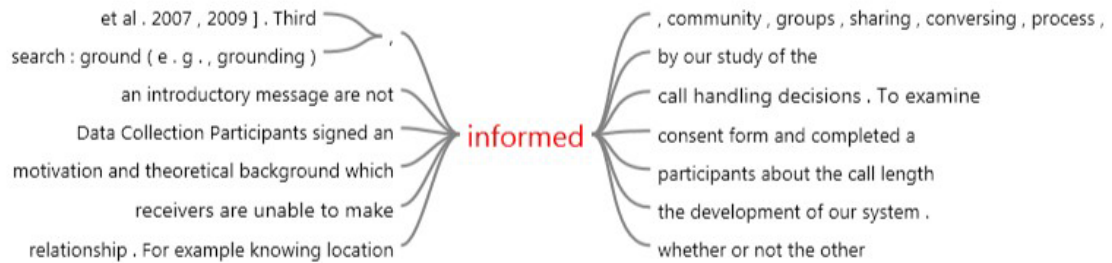 et al . 2007 , 2009 ] . Third
search : ground ( e . g . , grounding )
,
an introductory message are not
Data Collection Participants signed an
motivation and theoretical background which
receivers are unable to make
relationship . For example knowing location
informed
, community , groups , sharing , conversing , process ,
by our study of the
call handling decisions . To examine
consent form and completed a
participants about the call length
the development of our system .
whether or not the other